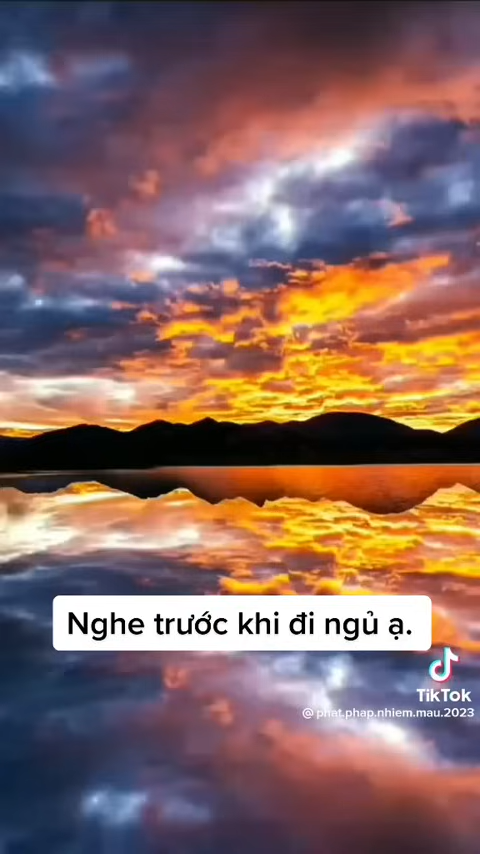 Nghe trước khi đi ngủ ạ.
TikTok
@phat.phap.nhiem.mau.2023